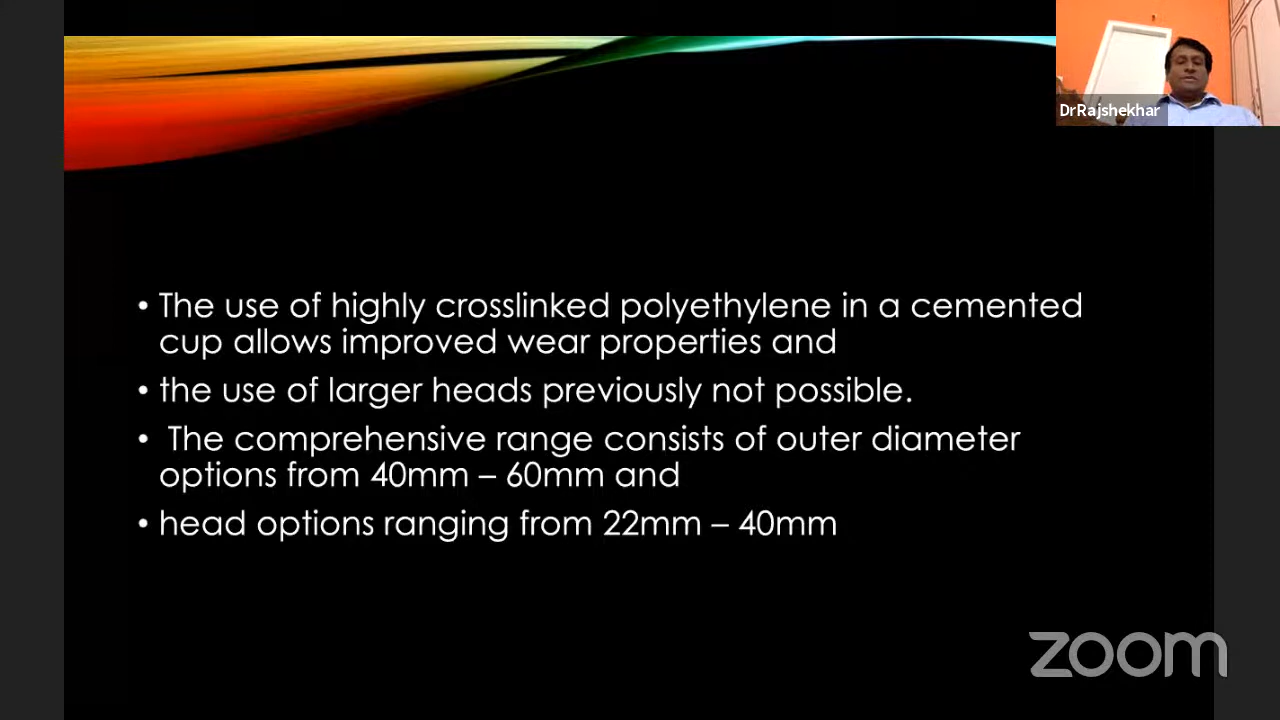 DrRajshekhar
• The use of highly crosslinked polyethylene in a cemented
cup allows improved wear properties and
• the use of larger heads previously not possible.
• The comprehensive range consists of outer diameter
options from 40mm – 60mm and
• head options ranging from 22mm – 40mm
zoom